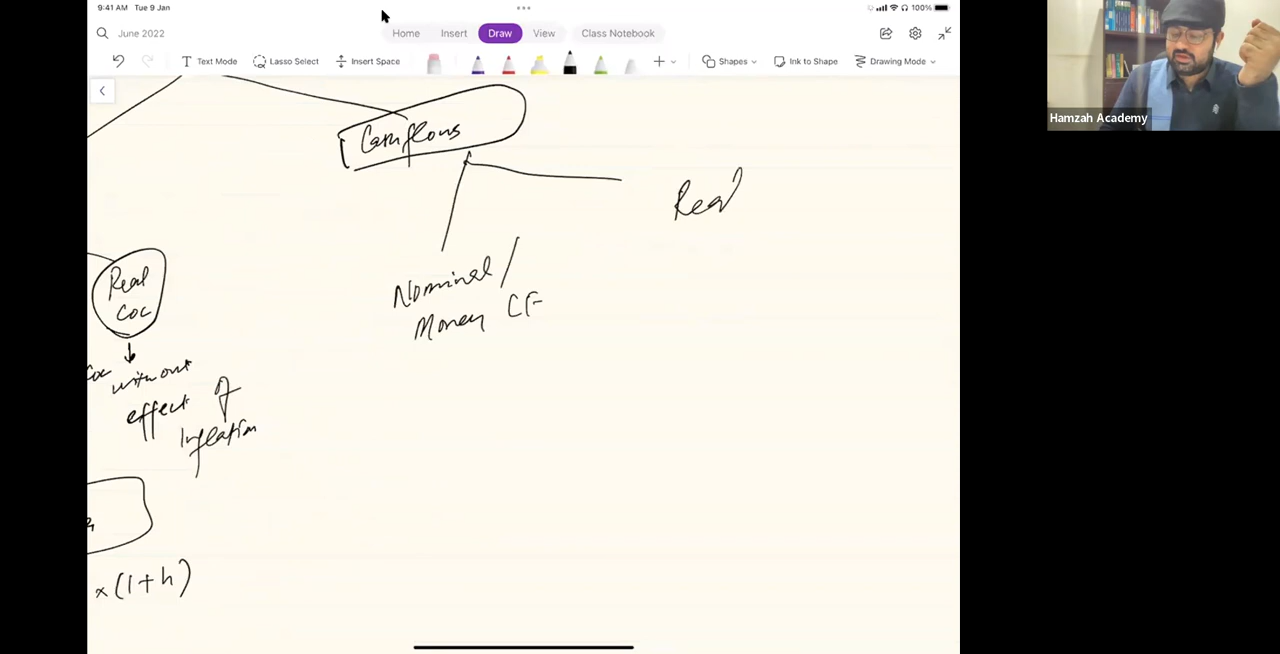 9:41 AM Tue 9 Jan
100%
June 2022
Home Insert Draw View Class Notebook
Text Mode Lasso Select Insert Space Shapes Ink to Shape Drawing Mode
Hamzah Academy
Cashflows
Real
Nominal/
Money CF
Real
COC
without
effect of
Inflation
x(1+h)